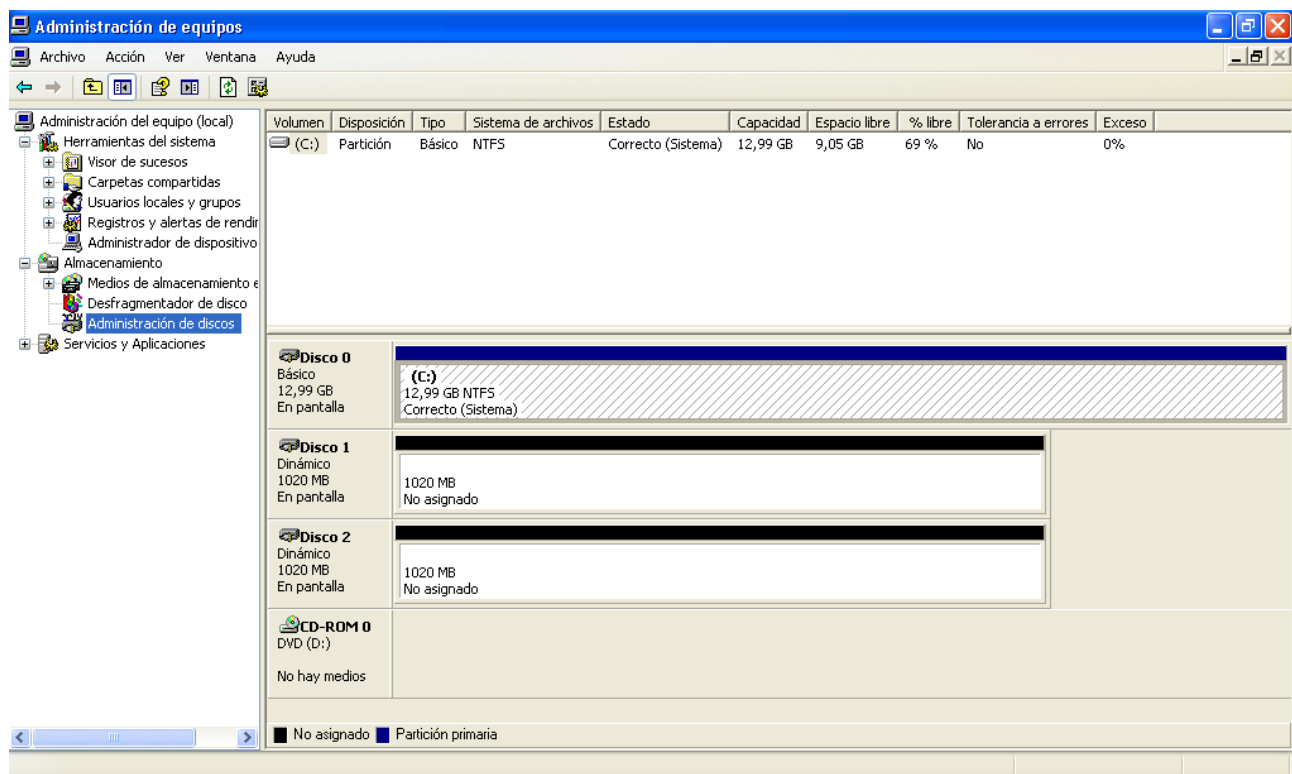 Administración de equipos
Archivo Acción Ver Ventana Ayuda
Administración del equipo (local)
Herramientas del sistema
Visor de sucesos
Carpetas compartidas
Usuarios locales y grupos
Registros y alertas de rendir
Administrador de dispositivo
Almacenamiento
Medios de almacenamiento e
Desfragmentador de disco
Administración de discos
Servicios y Aplicaciones
Volumen Disposición Tipo Sistema de archivos Estado Capacidad Espacio libre % libre Tolerancia a errores Exceso
(C:) Partición Básico NTFS Correcto (Sistema) 12,99 GB 9,05 GB 69 % No 0%
Disco 0
Básico
12,99 GB
En pantalla
(C:)
12,99 GB NTFS
Correcto (Sistema)
Disco 1
Dinámico
1020 MB
En pantalla
1020 MB
No asignado
Disco 2
Dinámico
1020 MB
En pantalla
1020 MB
No asignado
CD-ROM 0
DVD (D:)
No hay medios
No asignado Partición primaria